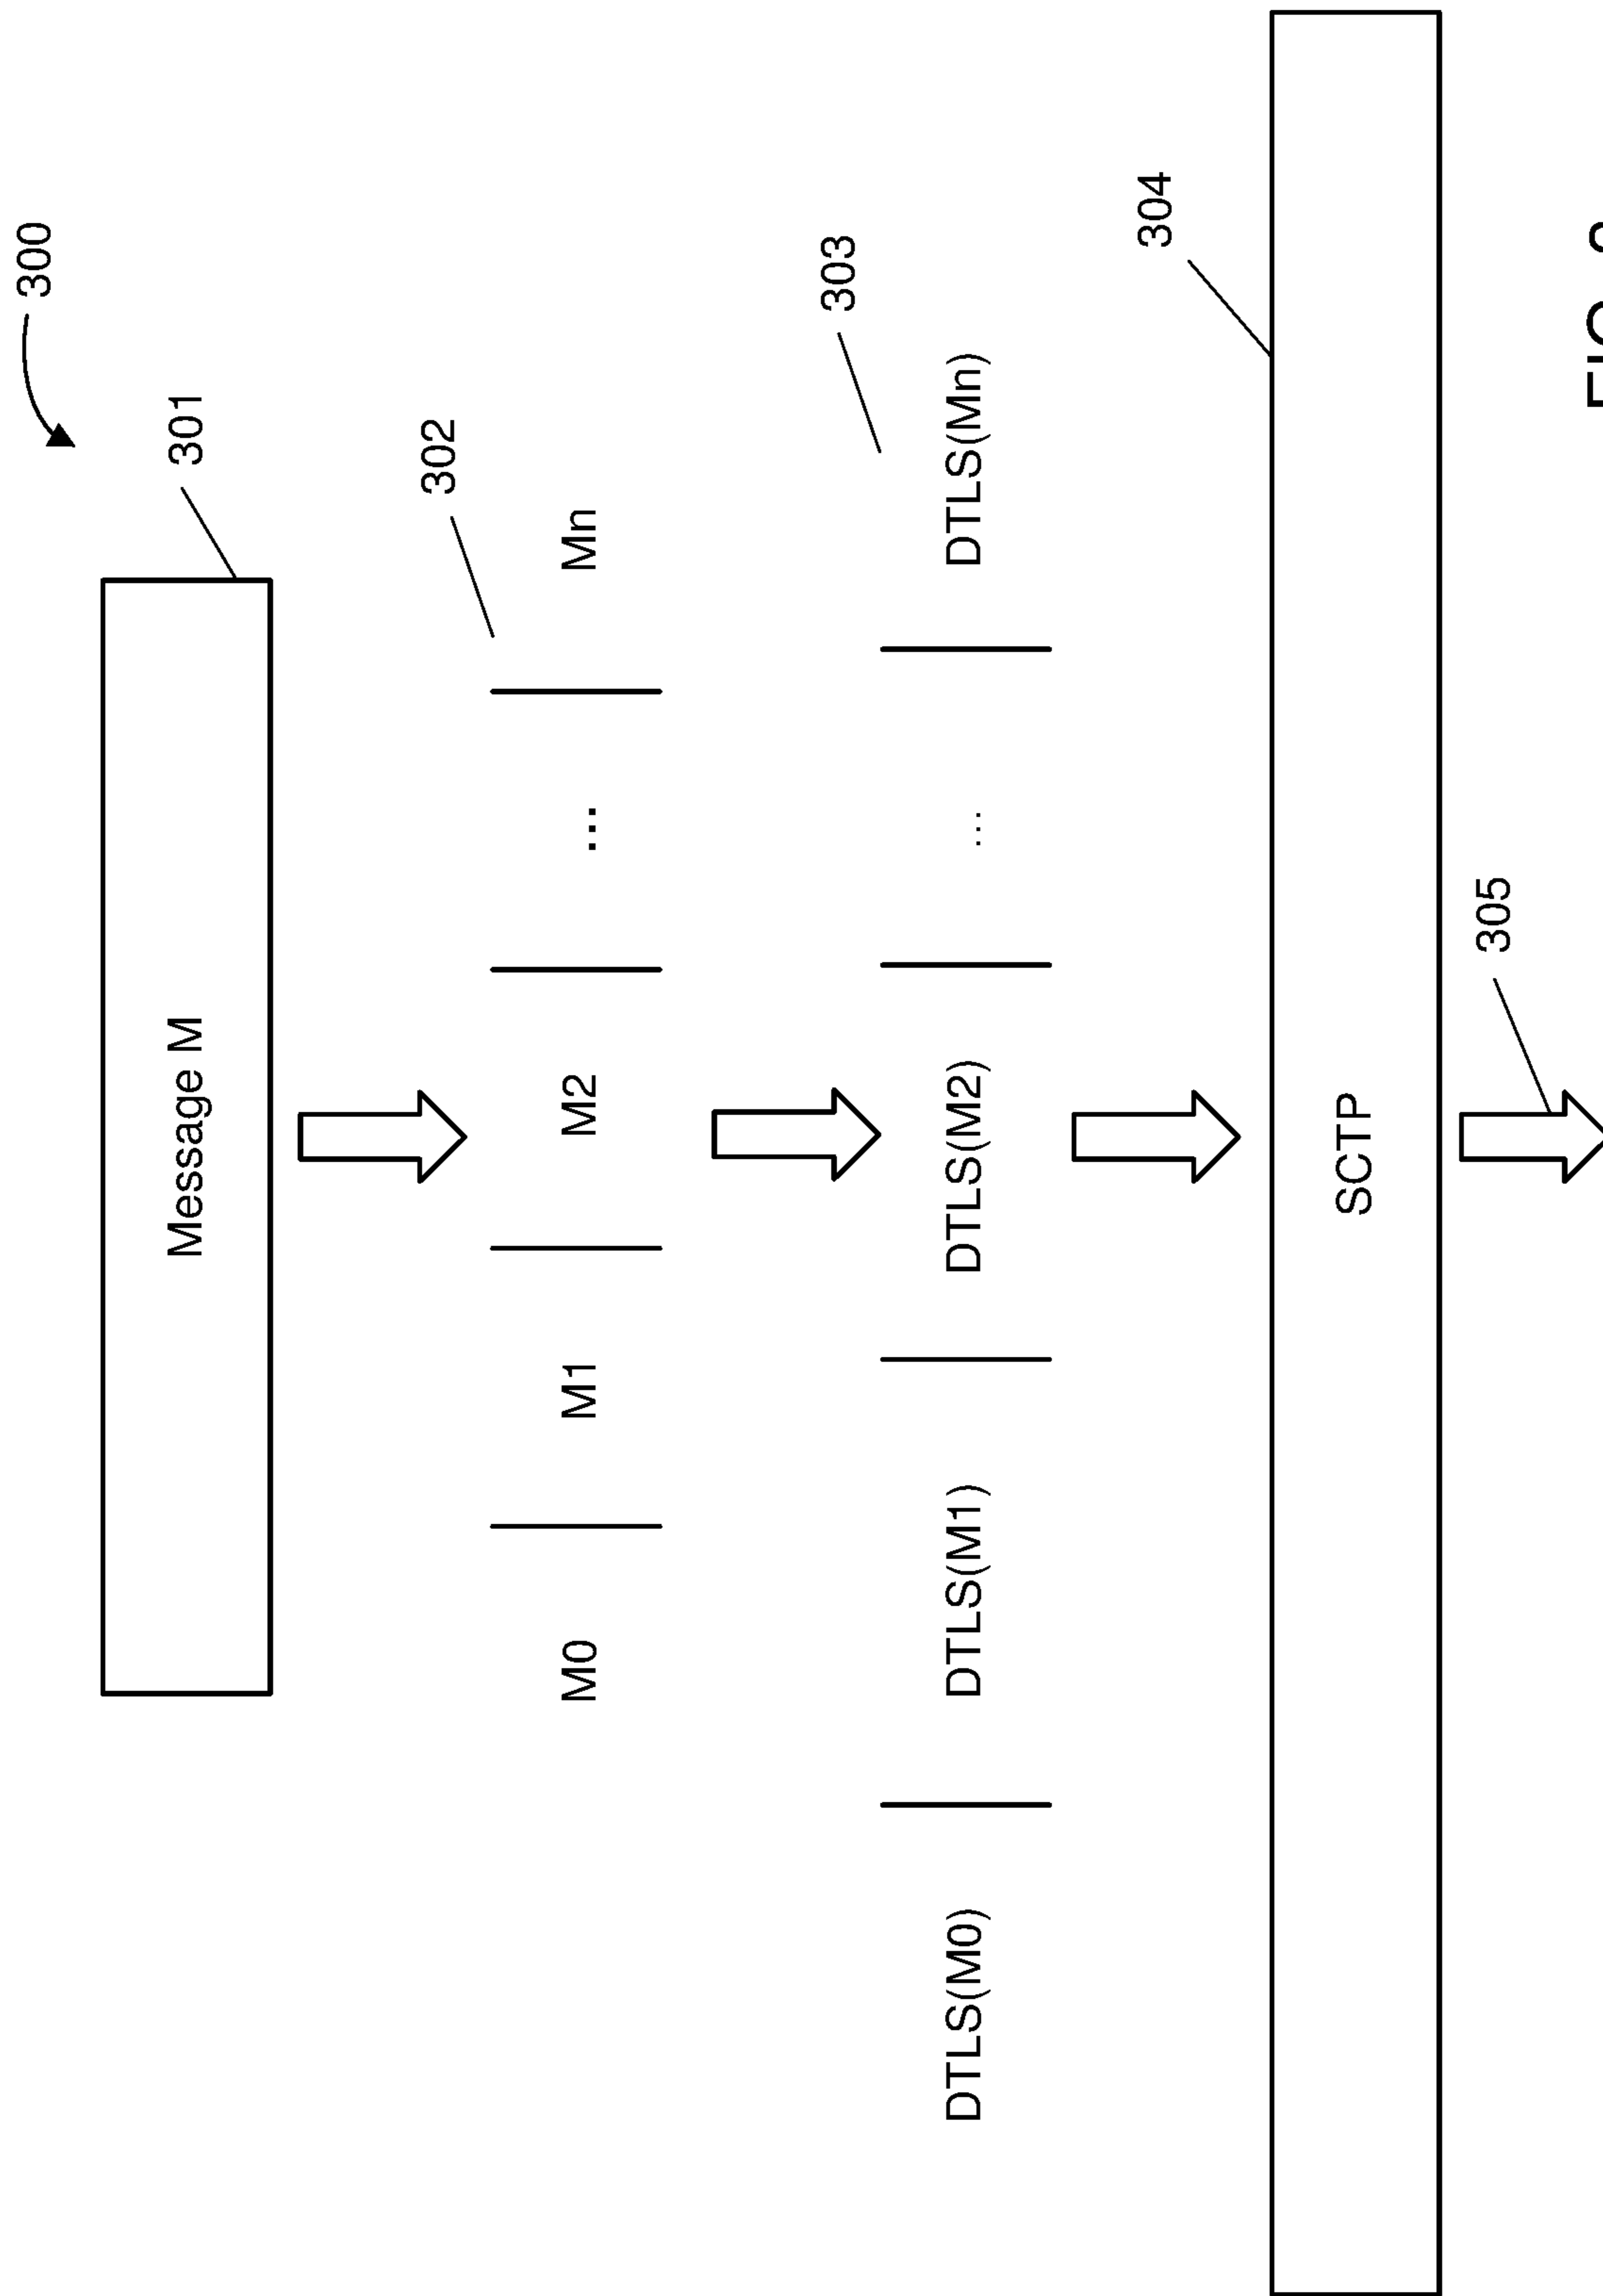 300
301
Message M
302
M0 M1 M2 ... Mn
303
DTLS(M0) DTLS(M1) DTLS(M2) ... DTLS(Mn)
304
SCTP
305
FIG